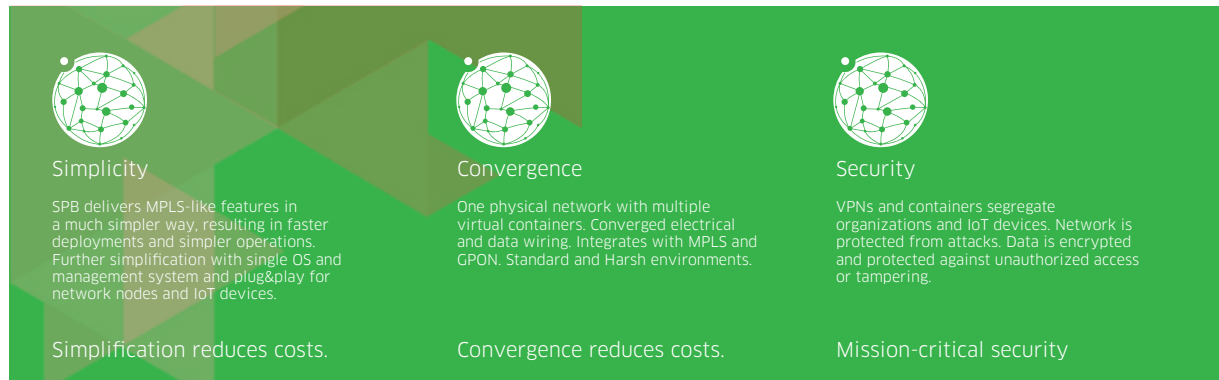 Simplicity
SPB delivers MPLS-like features in
a much simpler way, resulting in faster
deployments and simpler operations.
Further simplification with single OS and
management system and plug&play for
network nodes and IoT devices.
Simplification reduces costs.
Convergence
One physical network with multiple
virtual containers. Converged electrical
and data wiring. Integrates with MPLS and
GPON. Standard and Harsh environments.
Convergence reduces costs.
Security
VPNs and containers segregate
organizations and IoT devices. Network is
protected from attacks. Data is encrypted
and protected against unauthorized access
or tampering.
Mission-critical security